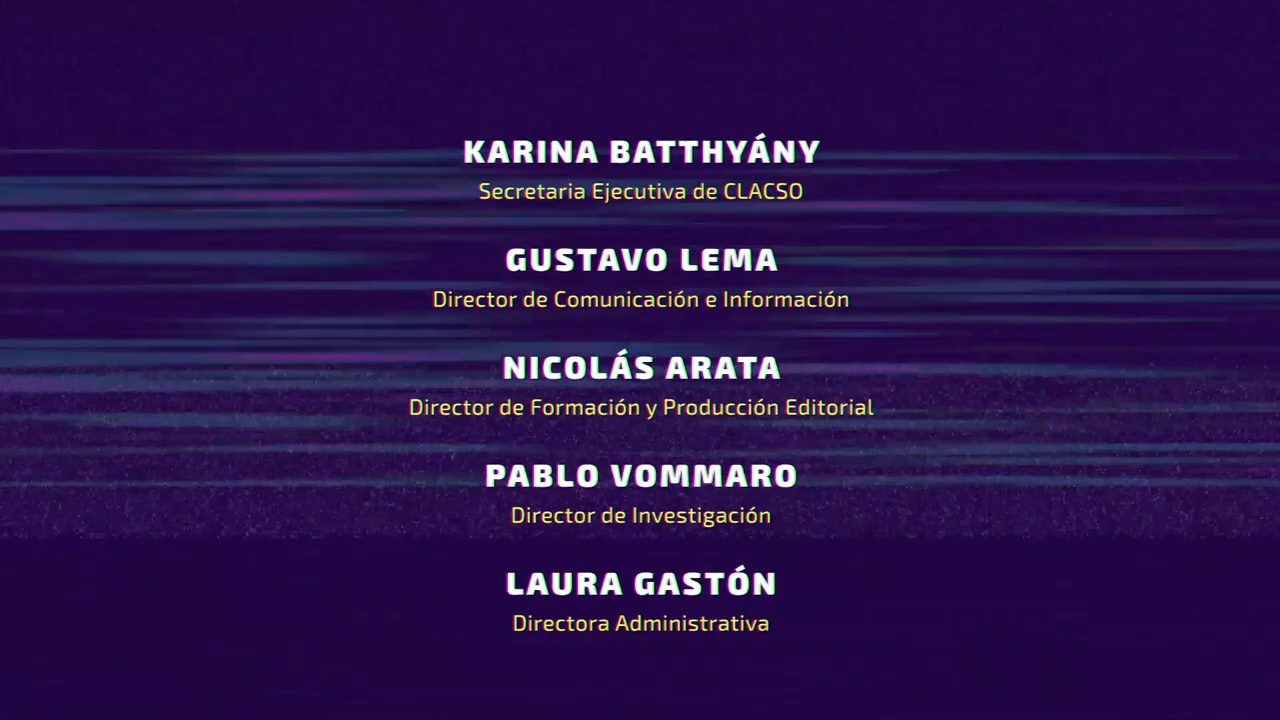 KARINA BATTHYÁNY
Secretaria Ejecutiva de CLACSO
GUSTAVO LEMA
Director de Comunicación e Información
NICOLÁS ARATA
Director de Formación y Producción Editorial
PABLO VOMMARO
Director de Investigación
LAURA GASTÓN
Directora Administrativa